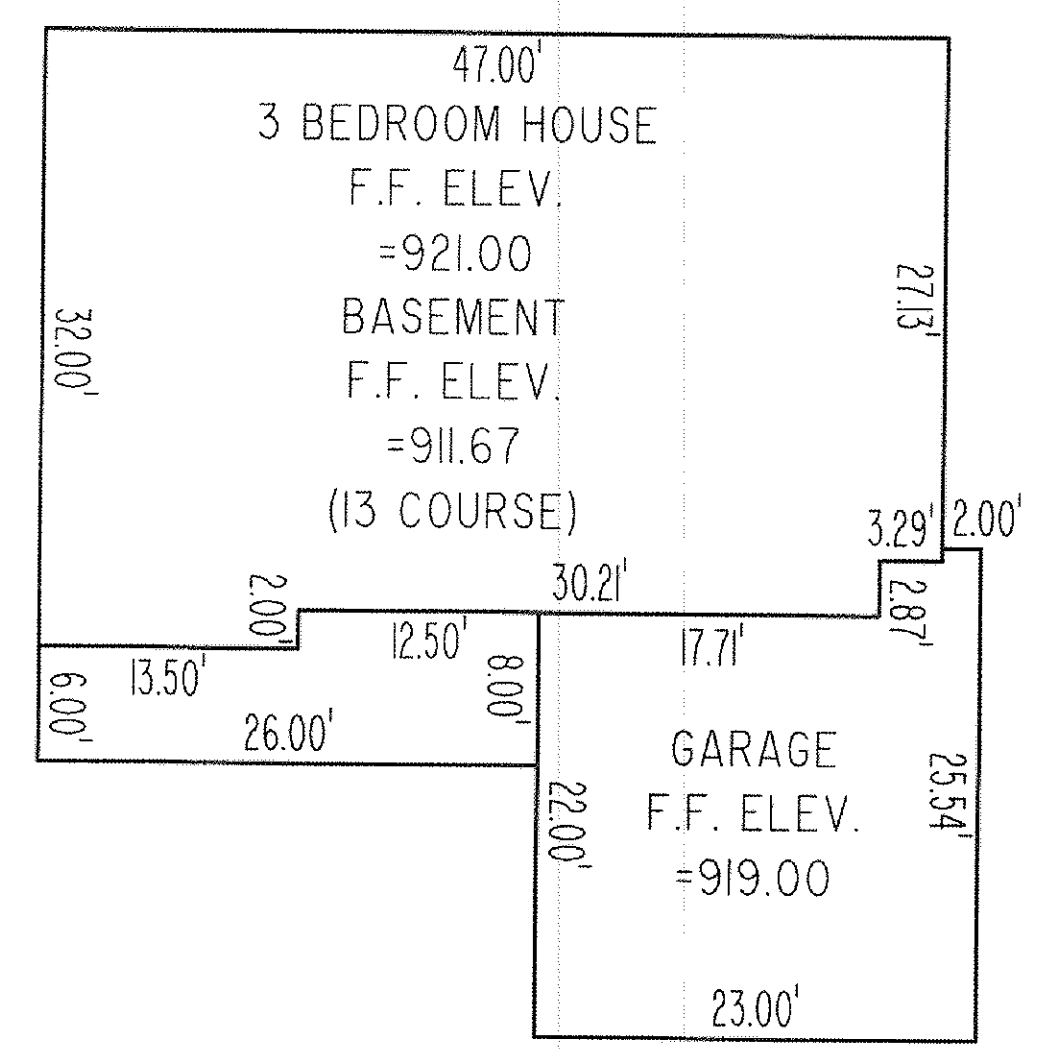 47.00'
3 BEDROOM HOUSE
F.F. ELEV.
=921.00
BASEMENT
F.F. ELEV.
=911.67
(13 COURSE)
32.00'
27.13'
3.29'
2.00'
2.87'
30.21'
2.00'
12.50'
17.71'
13.50'
6.00'
8.00'
26.00'
22.00'
GARAGE
F.F. ELEV.
=919.00
25.54'
23.00'